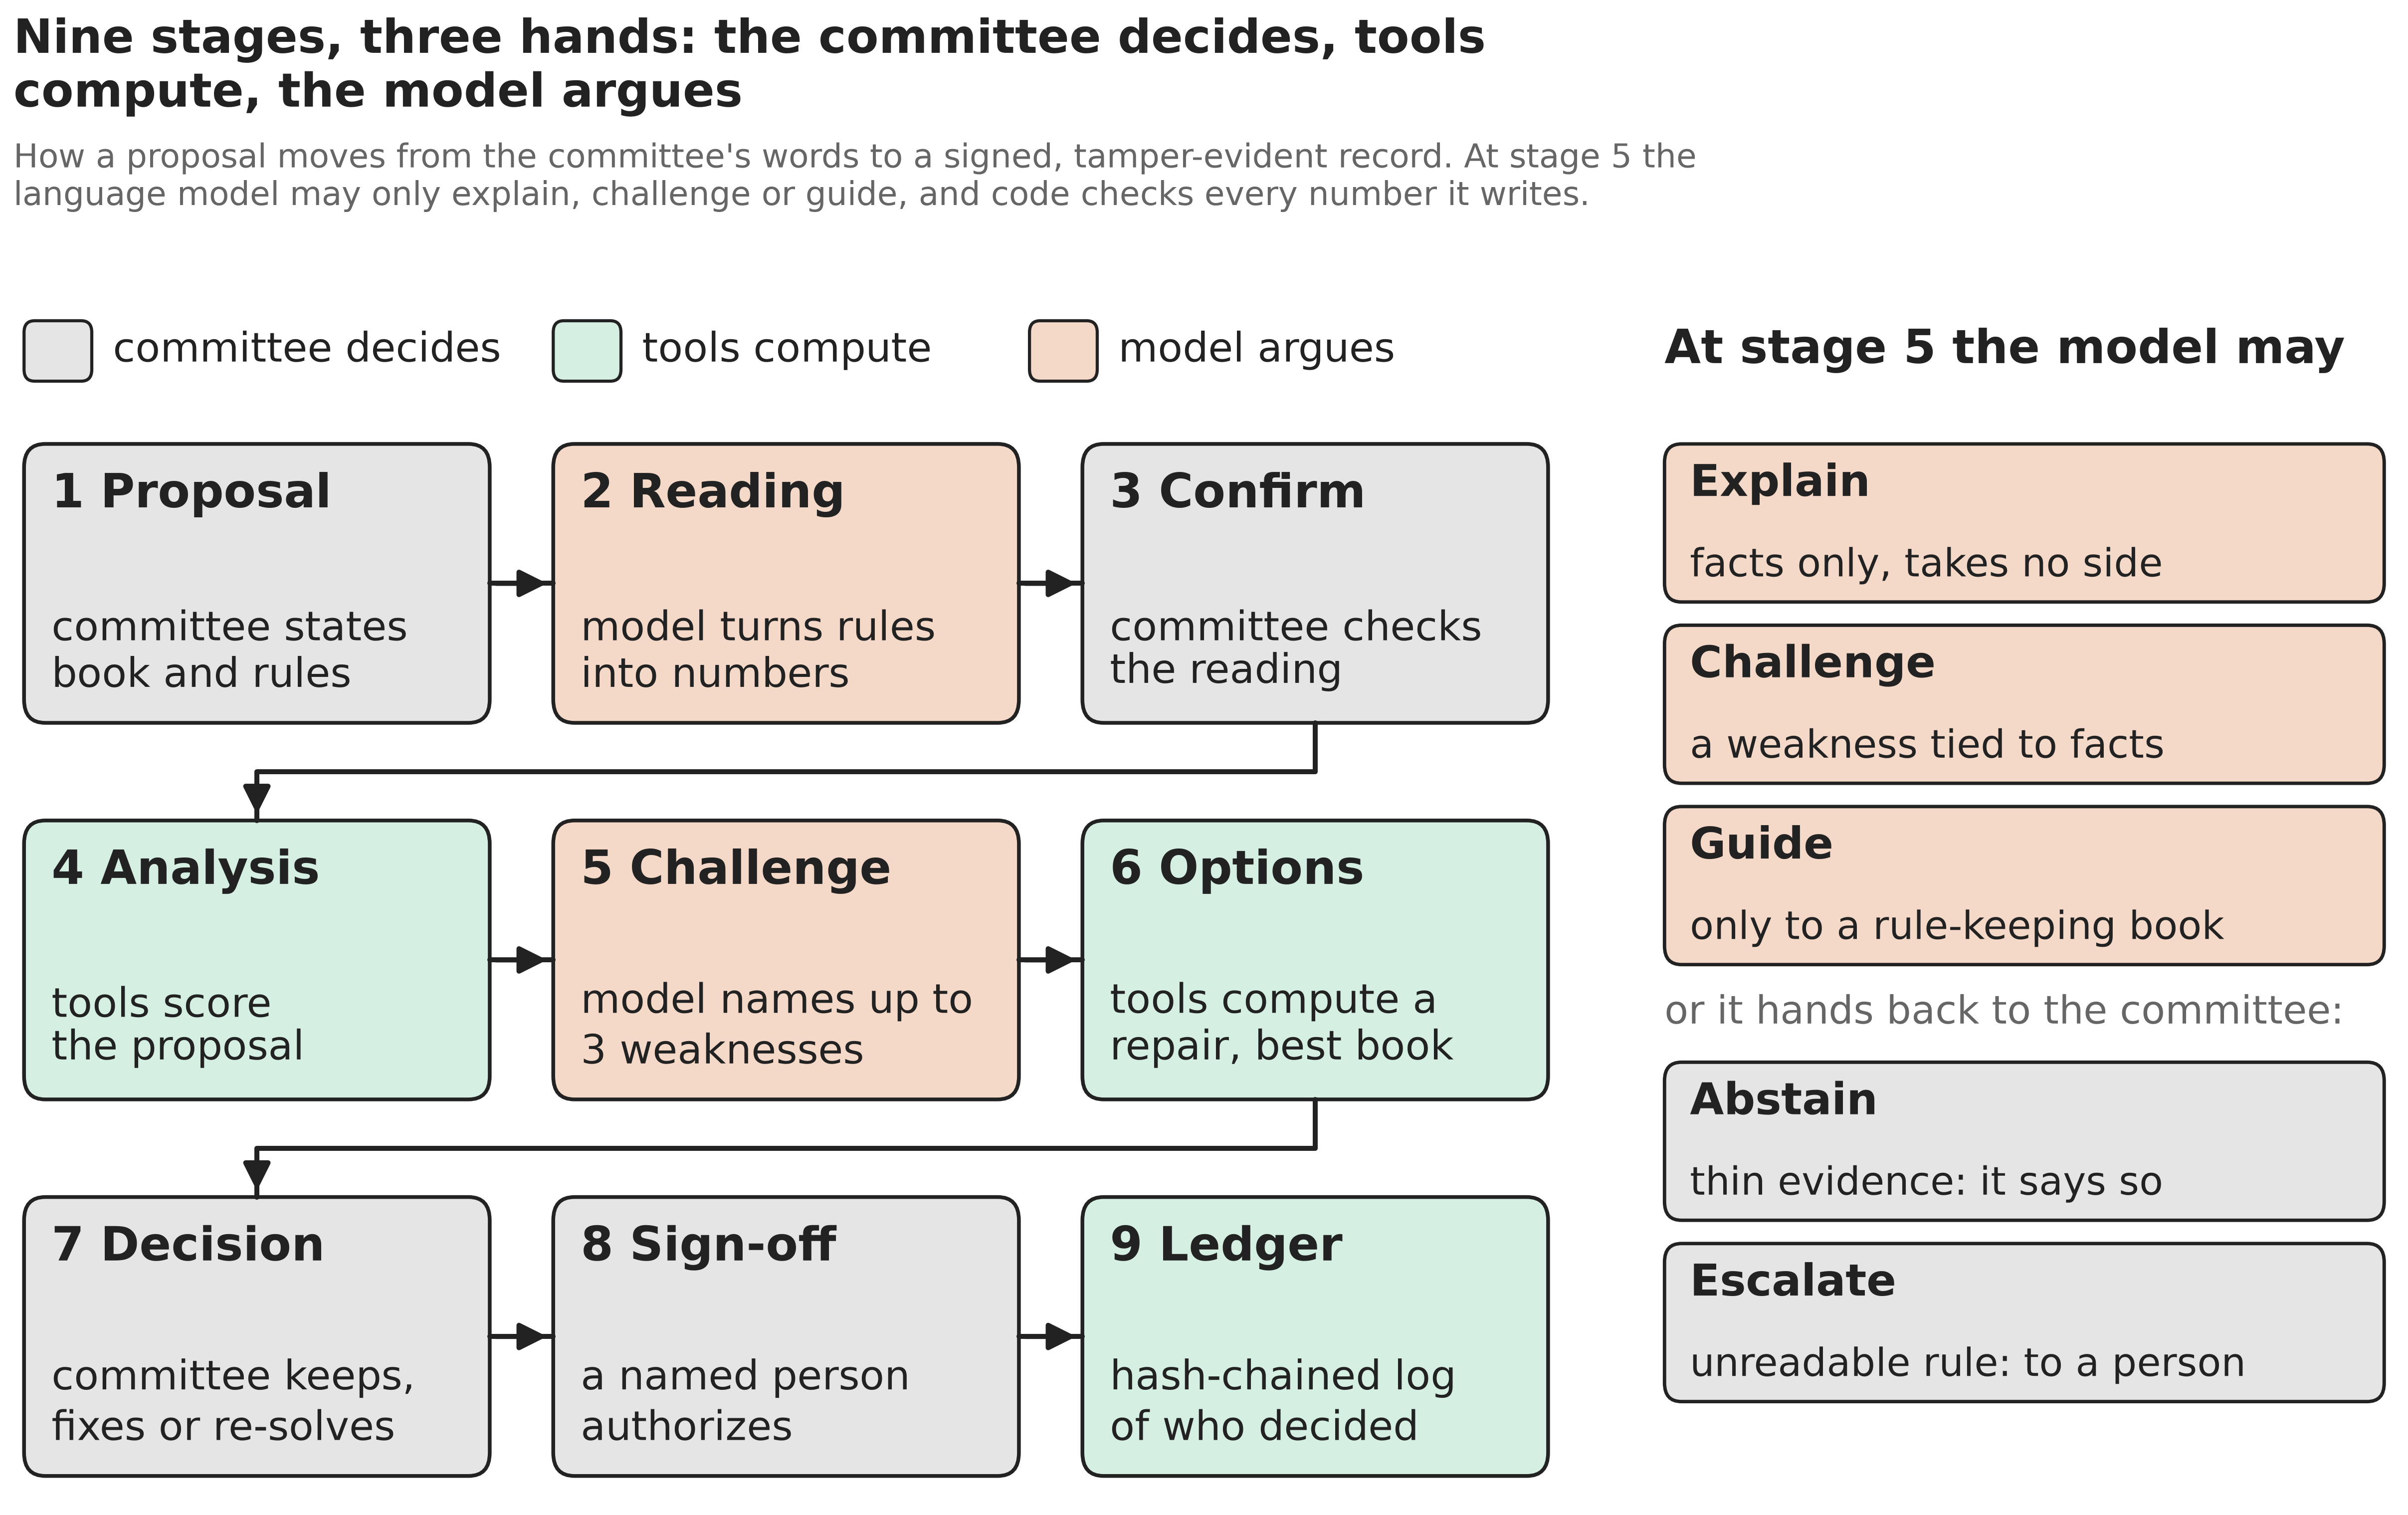 Nine stages, three hands: the committee decides, tools
compute, the model argues
How a proposal moves from the committee's words to a signed, tamper-evident record. At stage 5 the
language model may only explain, challenge or guide, and code checks every number it writes.
committee decides
tools compute
model argues
1 Proposal
committee states
book and rules
2 Reading
model turns rules
into numbers
3 Confirm
committee checks
the reading
4 Analysis
tools score
the proposal
5 Challenge
model names up to
3 weaknesses
6 Options
tools compute a
repair, best book
7 Decision
committee keeps,
fixes or re-solves
8 Sign-off
a named person
authorizes
9 Ledger
hash-chained log
of who decided
At stage 5 the model may
Explain
facts only, takes no side
Challenge
a weakness tied to facts
Guide
only to a rule-keeping book
or it hands back to the committee:
Abstain
thin evidence: it says so
Escalate
unreadable rule: to a person